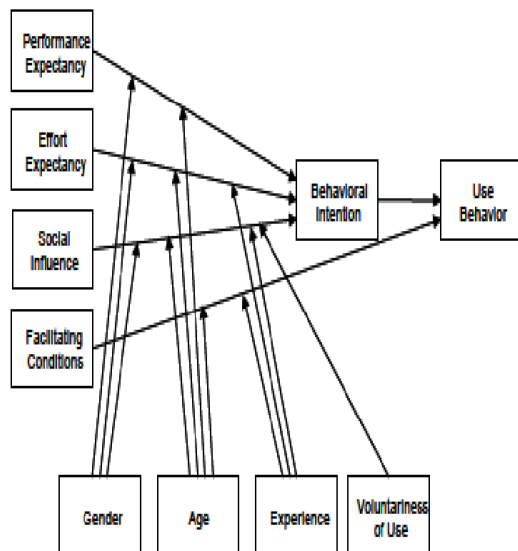 Performance
Expectancy
Effort
Expectancy
Social
Influence
Facilitating
Conditions
Behavioral
Intention
Use
Behavior
Gender
Age
Experience
Voluntariness
of Use